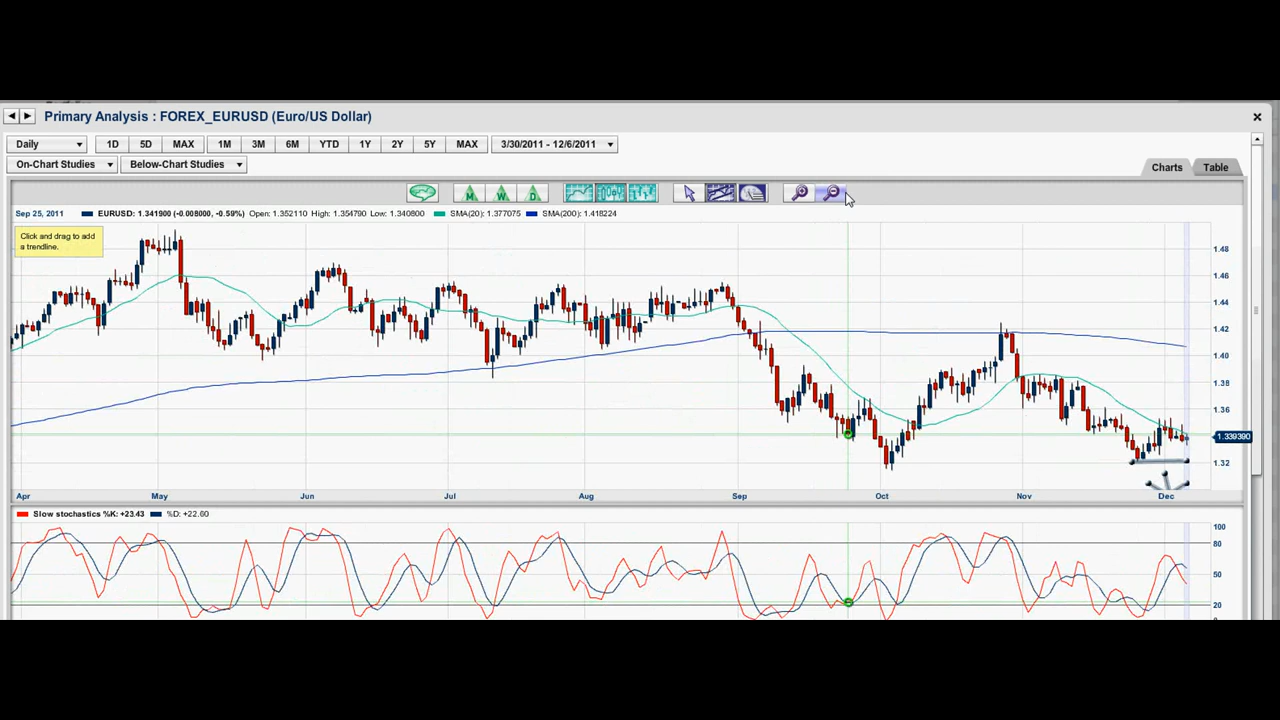 Primary Analysis : FOREX_EURUSD (Euro/US Dollar)
Daily 1D 5D MAX 1M 3M 6M YTD 1Y 2Y 5Y MAX 3/30/2011 - 12/6/2011
On-Chart Studies Below-Chart Studies Charts Table
M W D
Sep 25, 2011 EURUSD: 1.341900 (-0.008000, -0.59%) Open: 1.352110 High: 1.354790 Low: 1.340800 SMA(20): 1.377075 SMA(200): 1.418224
Click and drag to add
a trendline.
1.48
1.46
1.44
1.42
1.40
1.38
1.36
1.339390
1.32
Apr May Jun Jul Aug Sep Oct Nov Dec
Slow stochastics %K: +23.43 %D: +22.60
100
80
50
20